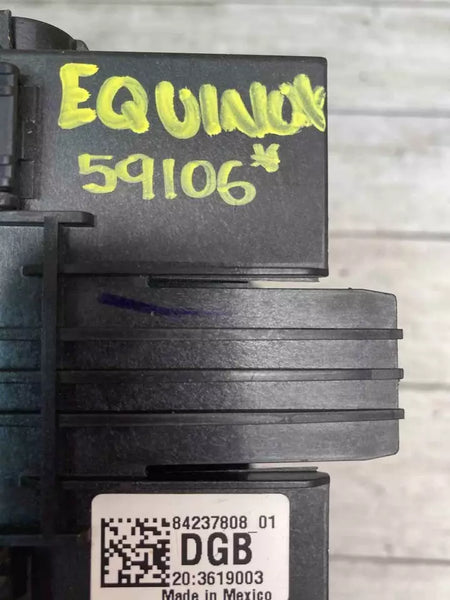 EQUINOX
59106*
84237808 01
DGB
20:3619003
Made in Mexico